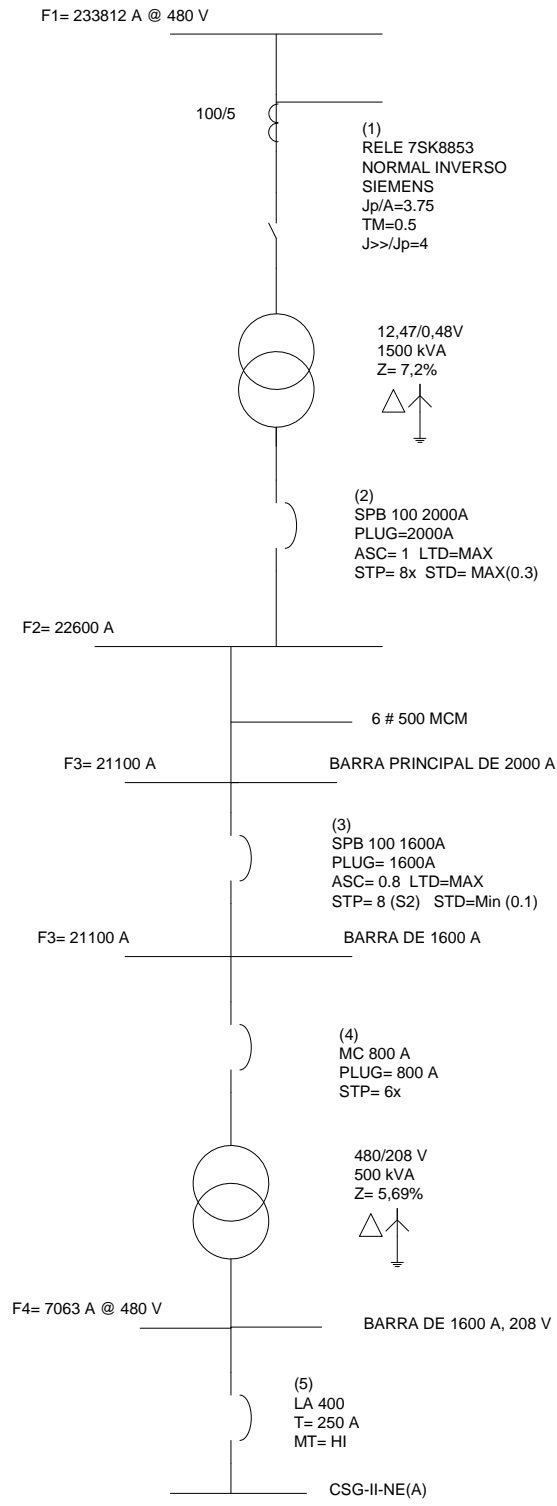 F1= 233812 A @ 480 V
100/5
(1)
RELE 7SK8853
NORMAL INVERSO
SIEMENS
Jp/A=3.75
TM=0.5
J>>/Jp=4
12,47/0,48V
1500 kVA
Z= 7,2%
(2)
SPB 100 2000A
PLUG=2000A
ASC= 1 LTD=MAX
STP= 8x STD= MAX(0.3)
F2= 22600 A
6 # 500 MCM
F3= 21100 A
BARRA PRINCIPAL DE 2000 A
(3)
SPB 100 1600A
PLUG= 1600A
ASC= 0.8 LTD=MAX
STP= 8 (S2) STD=Min (0.1)
F3= 21100 A
BARRA DE 1600 A
(4)
MC 800 A
PLUG= 800 A
STP= 6x
480/208 V
500 kVA
Z= 5,69%
F4= 7063 A @ 480 V
BARRA DE 1600 A, 208 V
(5)
LA 400
T= 250 A
MT= HI
CSG-II-NE(A)